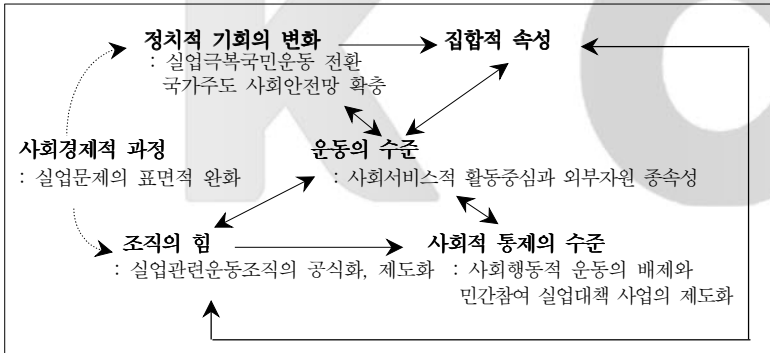 정치적 기회의 변화
집합적 속성
: 실업극복국민운동 전환
국가주도 사회안전망 확충
사회경제적 과정
운동의 수준
: 실업문제의 표면적 완화
: 사회서비스적 활동중심과 외부자원 종속성
조직의 힘
사회적 통제의 수준
: 실업관련운동조직의 공식화, 제도화
: 사회행동적 운동의 배제와
민간참여 실업대책 사업의 제도화